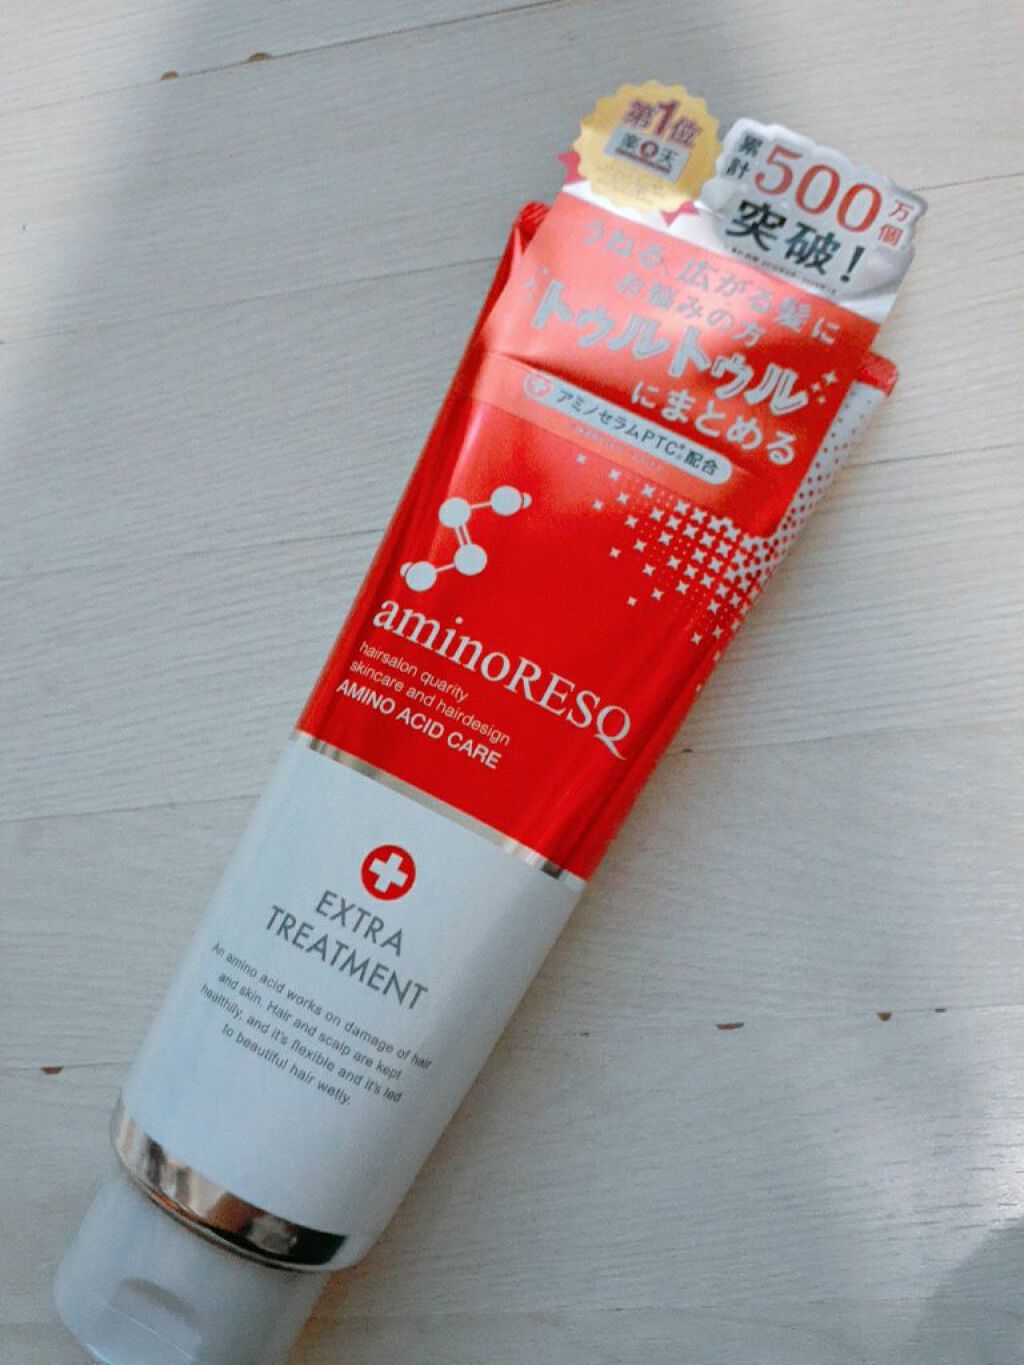 第1位
楽天
累計
500万個
突破！
うねる、広がる髪に
お悩みの方
トゥルトゥル
にまとめる
アミノセラムPTC*配合
aminoRESQ
hairsalon quarity
skincare and hairdesign
AMINO ACID CARE
EXTRA
TREATMENT
An amino acid works on damage of hair
and skin. Hair and scalp are kept
healthily, and it's flexible and it's led
to beautiful hair wetly.